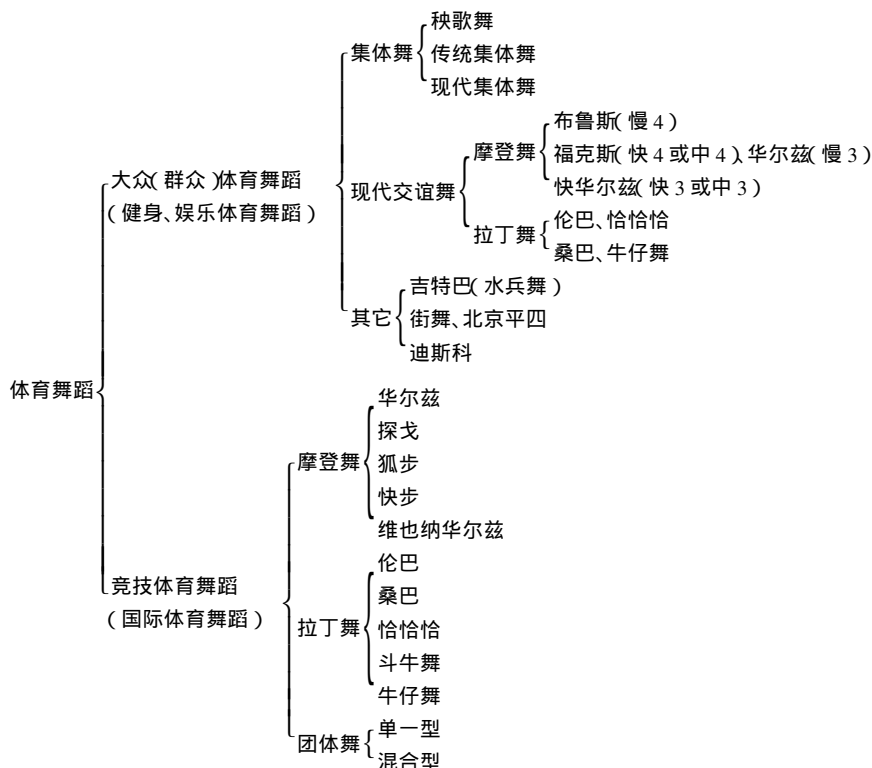 体育舞蹈
大众(群众)体育舞蹈
(健身、娱乐体育舞蹈)
集体舞
秧歌舞
传统集体舞
现代集体舞
现代交谊舞
摩登舞
布鲁斯(慢4)
福克斯(快4或中4)、华尔兹(慢3)
快华尔兹(快3或中3)
拉丁舞
伦巴、恰恰恰
桑巴、牛仔舞
其它
吉特巴(水兵舞)
街舞、北京平四
迪斯科
竞技体育舞蹈
(国际体育舞蹈)
摩登舞
华尔兹
探戈
狐步
快步
维也纳华尔兹
拉丁舞
伦巴
桑巴
恰恰恰
斗牛舞
牛仔舞
团体舞
单一型
混合型